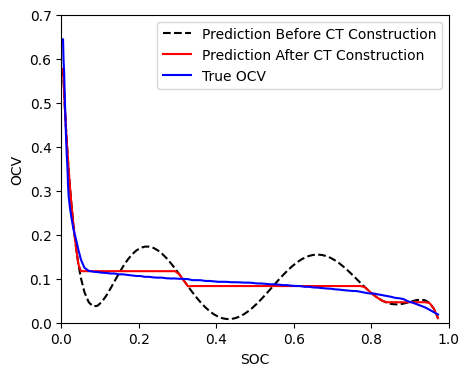 0.7
0.6
0.5
0.4
0.3
0.2
0.1
0.0
OCV
Prediction Before CT Construction
Prediction After CT Construction
True OCV
0.0 0.2 0.4 0.6 0.8 1.0
SOC